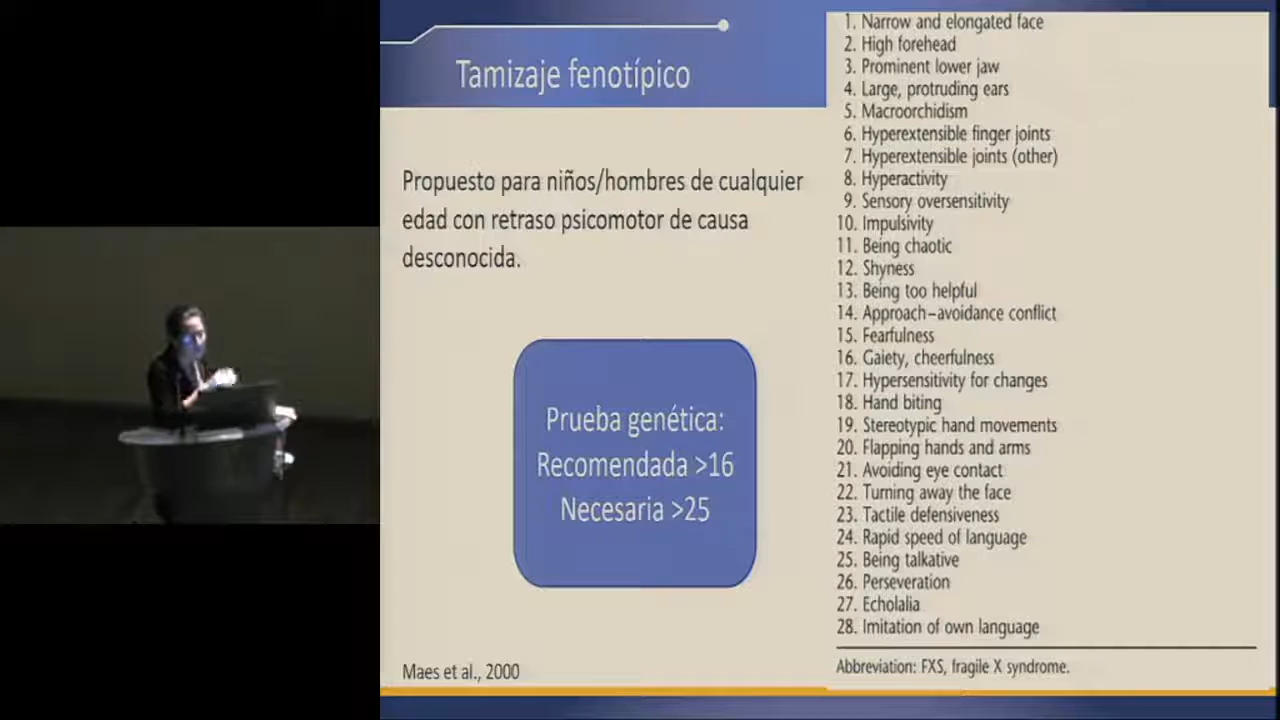 Tamizaje fenotípico
Propuesto para niños/hombres de cualquier
edad con retraso psicomotor de causa
desconocida.
Prueba genética:
Recomendada >16
Necesaria >25
Maes et al., 2000
1. Narrow and elongated face
2. High forehead
3. Prominent lower jaw
4. Large, protruding ears
5. Macroorchidism
6. Hyperextensible finger joints
7. Hyperextensible joints (other)
8. Hyperactivity
9. Sensory oversensitivity
10. Impulsivity
11. Being chaotic
12. Shyness
13. Being too helpful
14. Approach–avoidance conflict
15. Fearfulness
16. Gaiety, cheerfulness
17. Hypersensitivity for changes
18. Hand biting
19. Stereotypic hand movements
20. Flapping hands and arms
21. Avoiding eye contact
22. Turning away the face
23. Tactile defensiveness
24. Rapid speed of language
25. Being talkative
26. Perseveration
27. Echolalia
28. Imitation of own language
Abbreviation: FXS, fragile X syndrome.